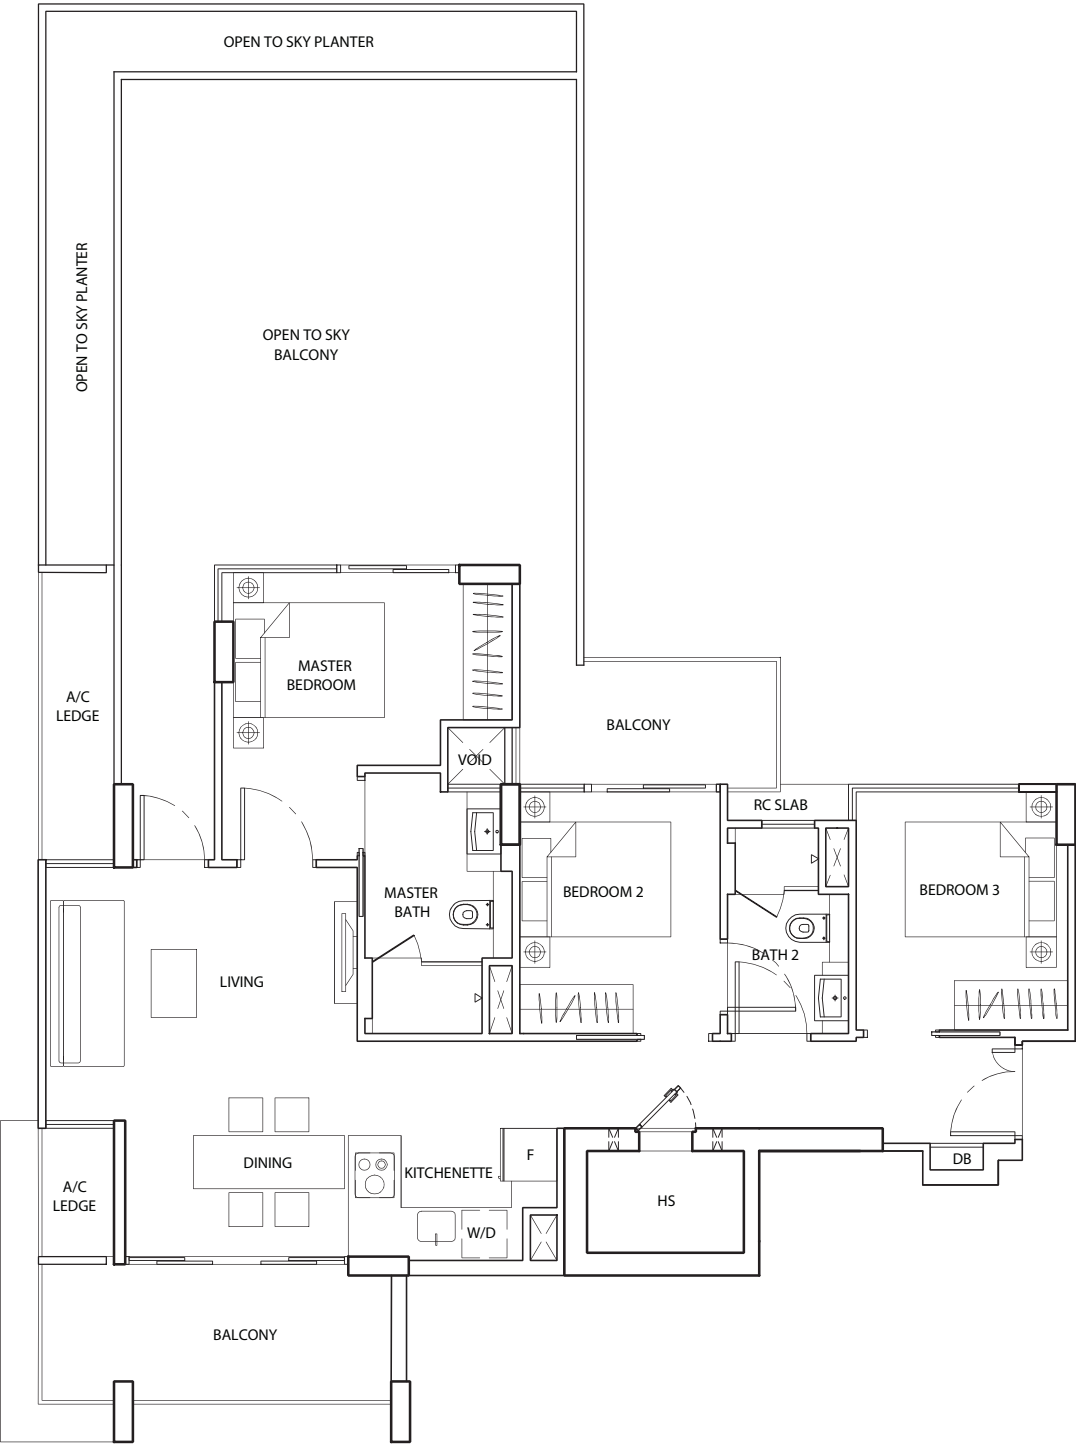 OPEN TO SKY PLANTER
OPEN TO SKY PLANTER
OPEN TO SKY
BALCONY
MASTER
BEDROOM
A/C
LEDGE
BALCONY
VOID
RC SLAB
MASTER
BATH
BEDROOM 2
BEDROOM 3
BATH 2
LIVING
DINING
KITCHENETTE
F
DB
A/C
LEDGE
HS
W/D
BALCONY